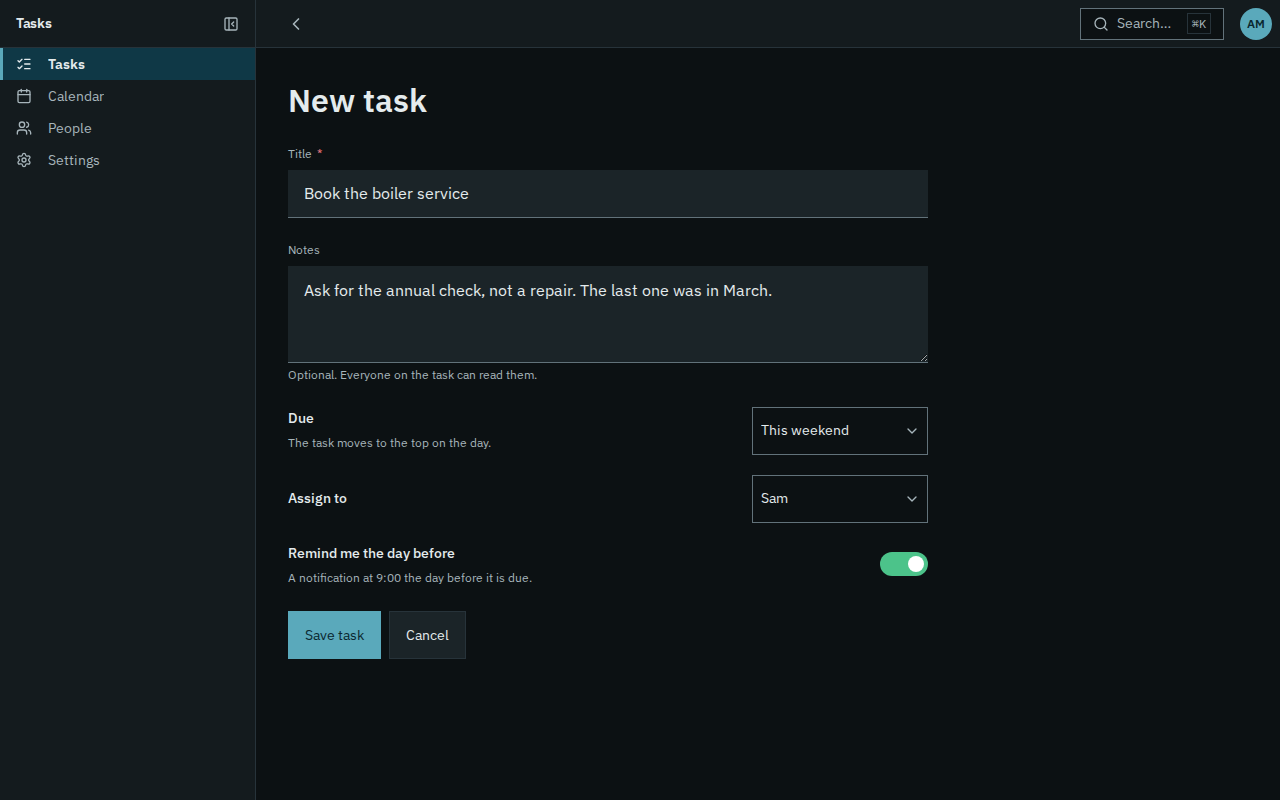 Tasks
Search... ⌘K AM
Tasks
Calendar
People
Settings
New task
Title *
Book the boiler service
Notes
Ask for the annual check, not a repair. The last one was in March.
Optional. Everyone on the task can read them.
Due
The task moves to the top on the day.
This weekend
Assign to
Sam
Remind me the day before
A notification at 9:00 the day before it is due.
Save task Cancel